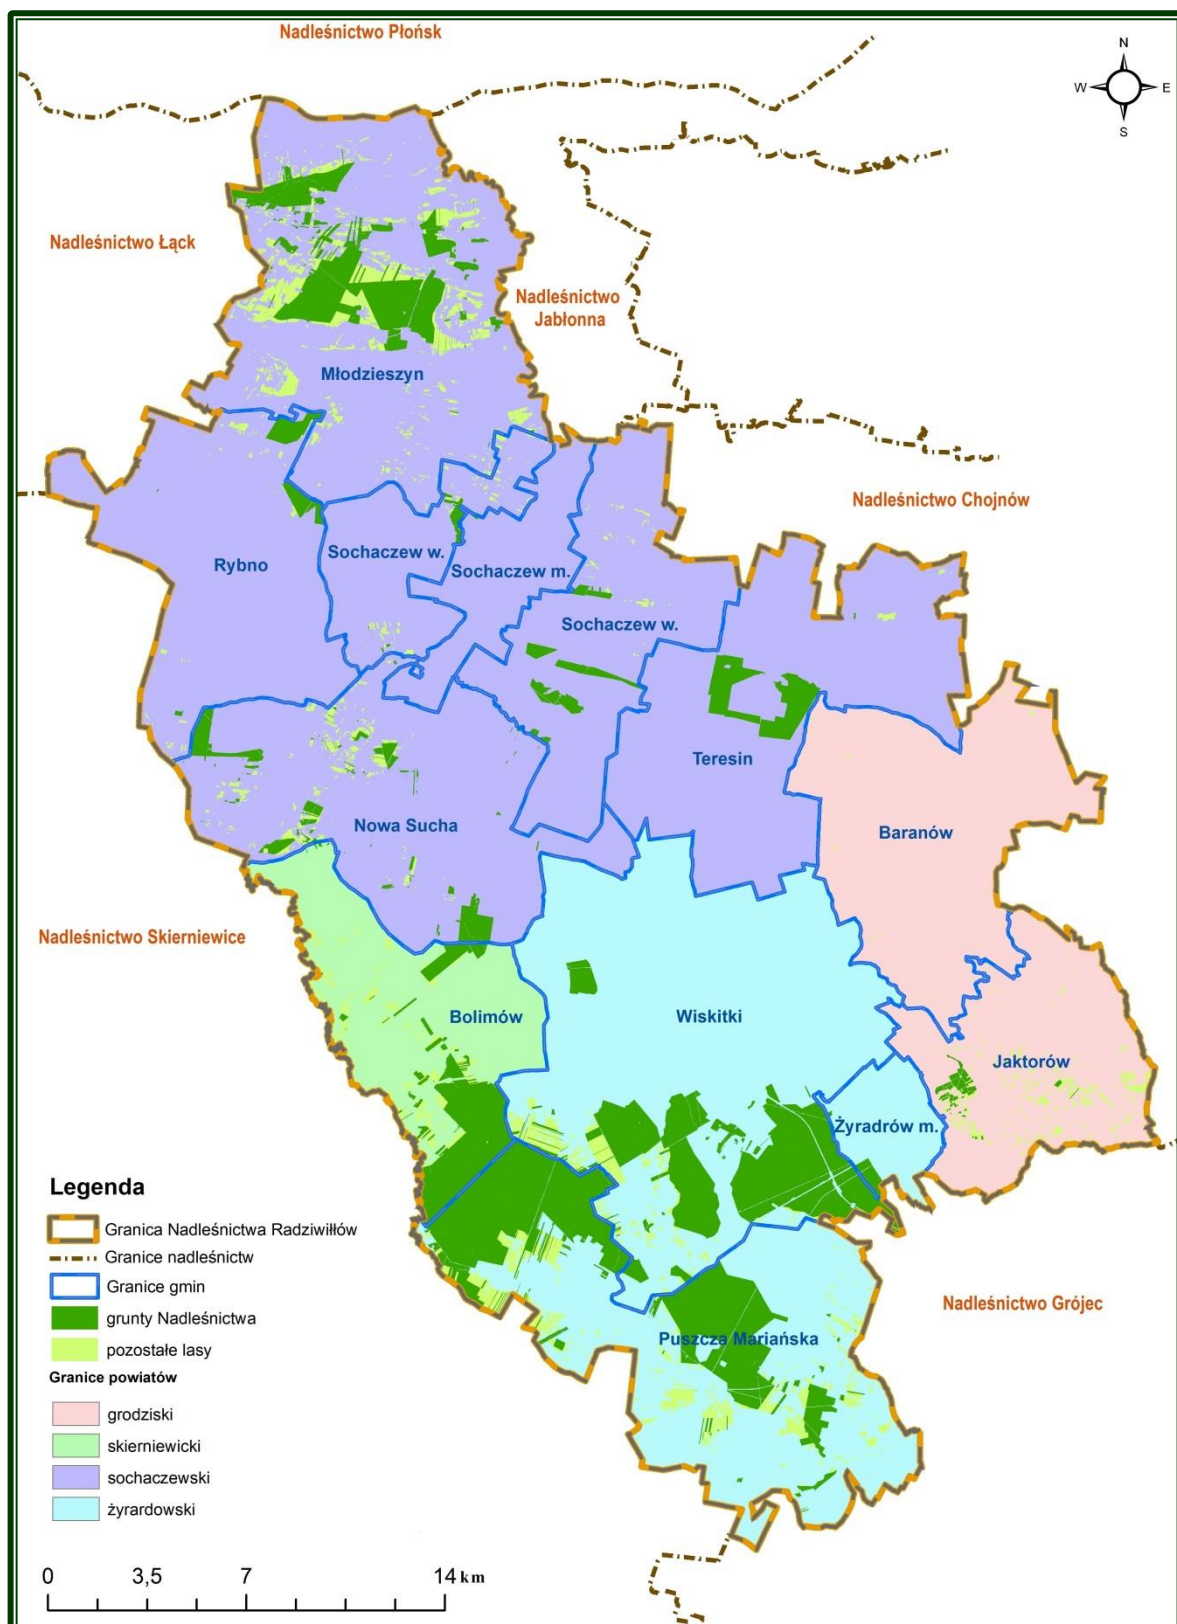 Nadleśnictwo Płońsk
N
W E
S
Nadleśnictwo Łąck
Nadleśnictwo
Jabłonna
Młodzieszyn
Nadleśnictwo Chojnów
Sochaczew w.
Rybno
Sochaczew m.
Sochaczew w.
Teresin
Nowa Sucha
Baranów
Nadleśnictwo Skierniewice
Bolimów
Wiskitki
Jaktorów
Żyradrów m.
Nadleśnictwo Grójec
Puszcza Mariańska
Legenda
Granica Nadleśnictwa Radziwiłłów
Granice nadleśnictw
Granice gmin
grunty Nadleśnictwa
pozostałe lasy
Granice powiatów
grodziski
skierniewicki
sochaczewski
żyrardowski
0 3,5 7 14 km